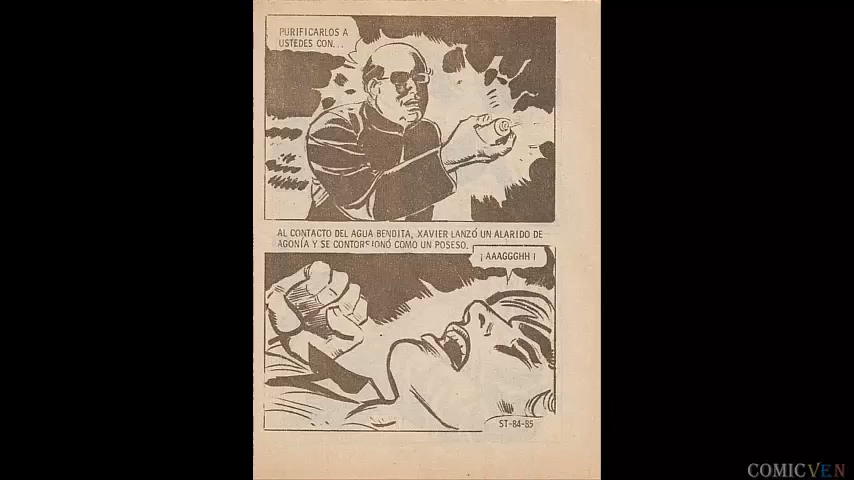 PURIFICARLOS A
USTEDES CON...
AL CONTACTO DEL AGUA BENDITA, XAVIER LANZÓ UN ALARIDO DE
AGONÍA Y SE CONTORSIONÓ COMO UN POSESO.
¡ AAAGGGHH !
ST-84-85
COMICVEN